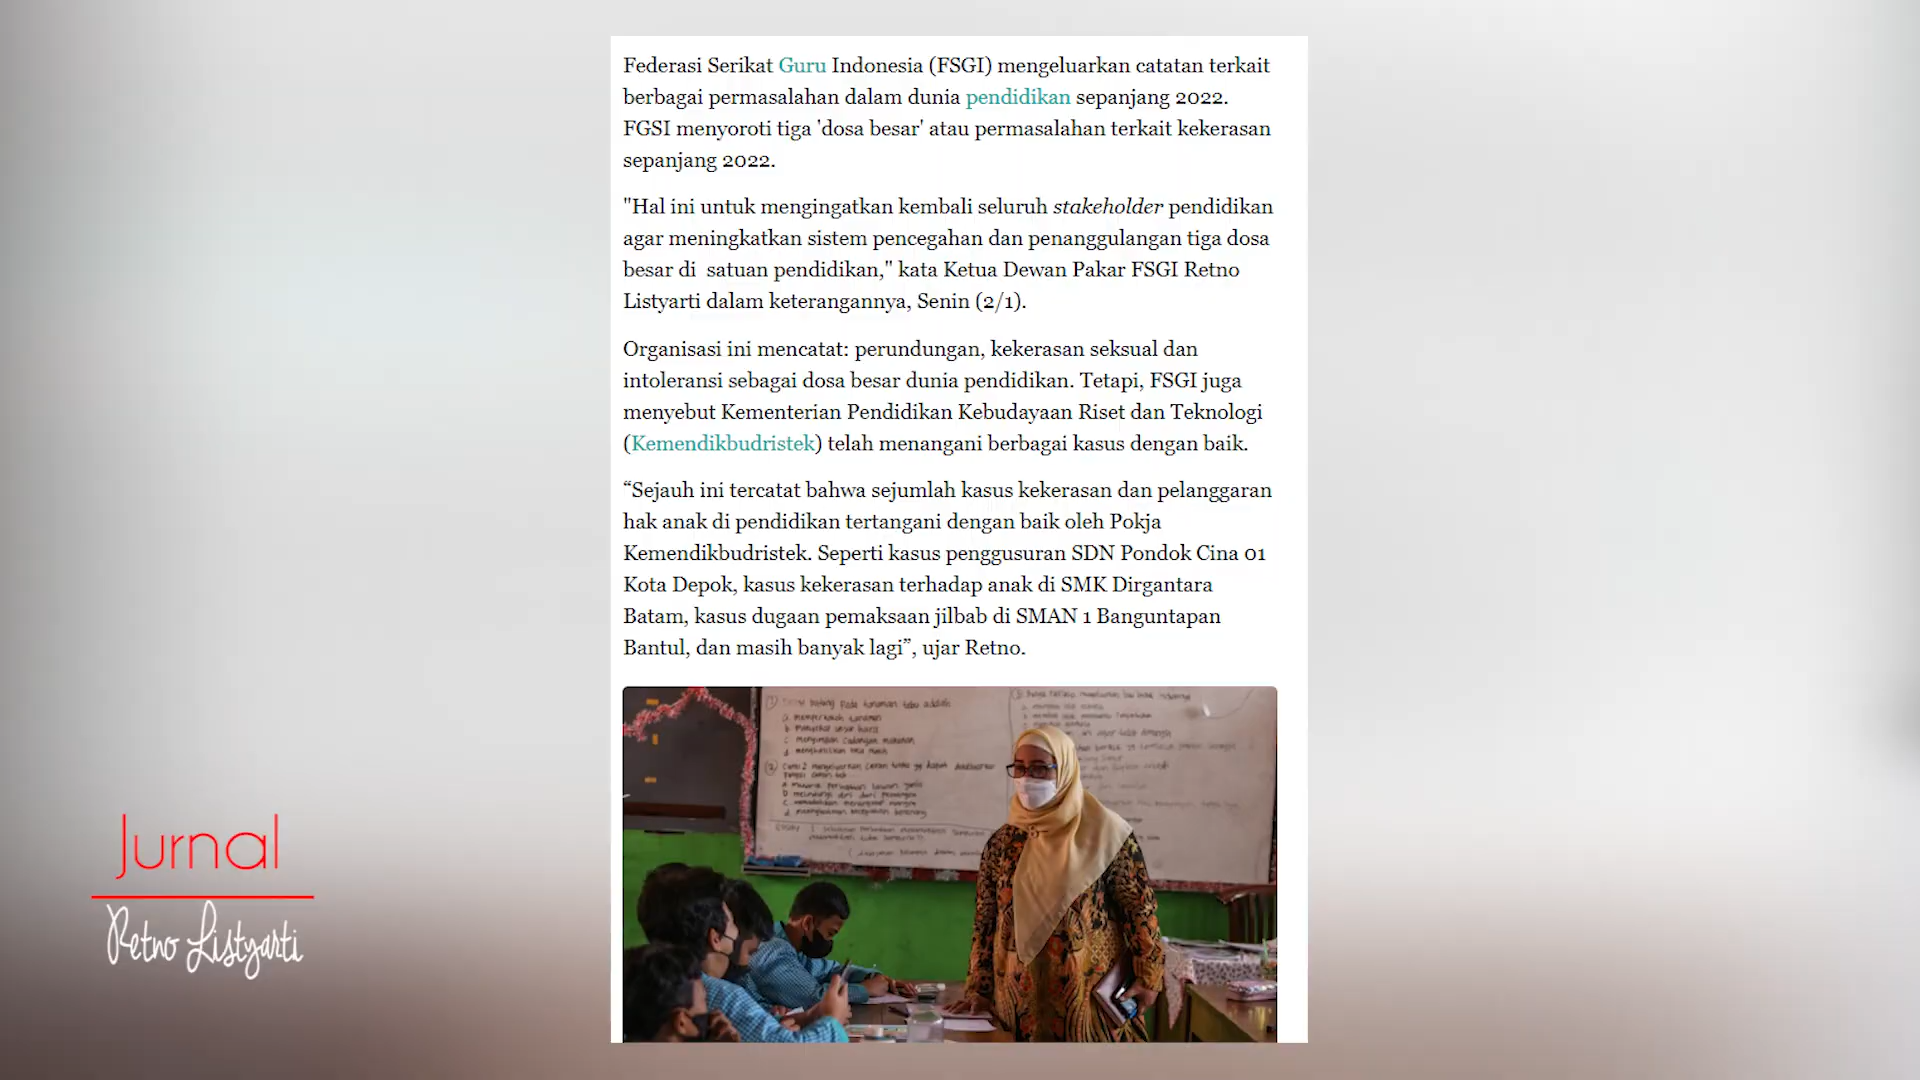 Federasi Serikat Guru Indonesia (FSGI) mengeluarkan catatan terkait
berbagai permasalahan dalam dunia pendidikan sepanjang 2022.
FGSI menyoroti tiga 'dosa besar' atau permasalahan terkait kekerasan
sepanjang 2022.
"Hal ini untuk mengingatkan kembali seluruh stakeholder pendidikan
agar meningkatkan sistem pencegahan dan penanggulangan tiga dosa
besar di satuan pendidikan," kata Ketua Dewan Pakar FSGI Retno
Listyarti dalam keterangannya, Senin (2/1).
Organisasi ini mencatat: perundungan, kekerasan seksual dan
intoleransi sebagai dosa besar dunia pendidikan. Tetapi, FSGI juga
menyebut Kementerian Pendidikan Kebudayaan Riset dan Teknologi
(Kemendikbudristek) telah menangani berbagai kasus dengan baik.
“Sejauh ini tercatat bahwa sejumlah kasus kekerasan dan pelanggaran
hak anak di pendidikan tertangani dengan baik oleh Pokja
Kemendikbudristek. Seperti kasus penggusuran SDN Pondok Cina 01
Kota Depok, kasus kekerasan terhadap anak di SMK Dirgantara
Batam, kasus dugaan pemaksaan jilbab di SMAN 1 Banguntapan
Bantul, dan masih banyak lagi”, ujar Retno.
Jurnal
Retno Listyarti